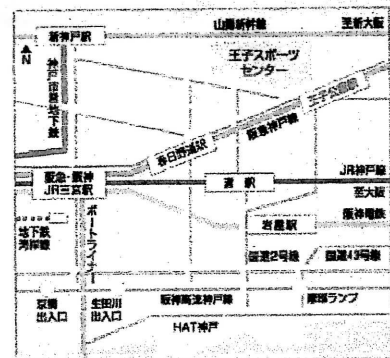 山陽新幹線
至新大阪
新神戸駅
N
神戸市営地下鉄
王子スポーツ
センター
王子公園駅
阪急神戸線
春日野道駅
阪急・阪神
JR三宮駅
灘駅
JR神戸線
至大阪
阪神電鉄
岩屋駅
地下鉄
湾岸線
ポートライナー
国道2号線
国道43号線
京橋
出入口
生田川
出入口
阪神高速神戸線
摩耶ランプ
HAT神戸